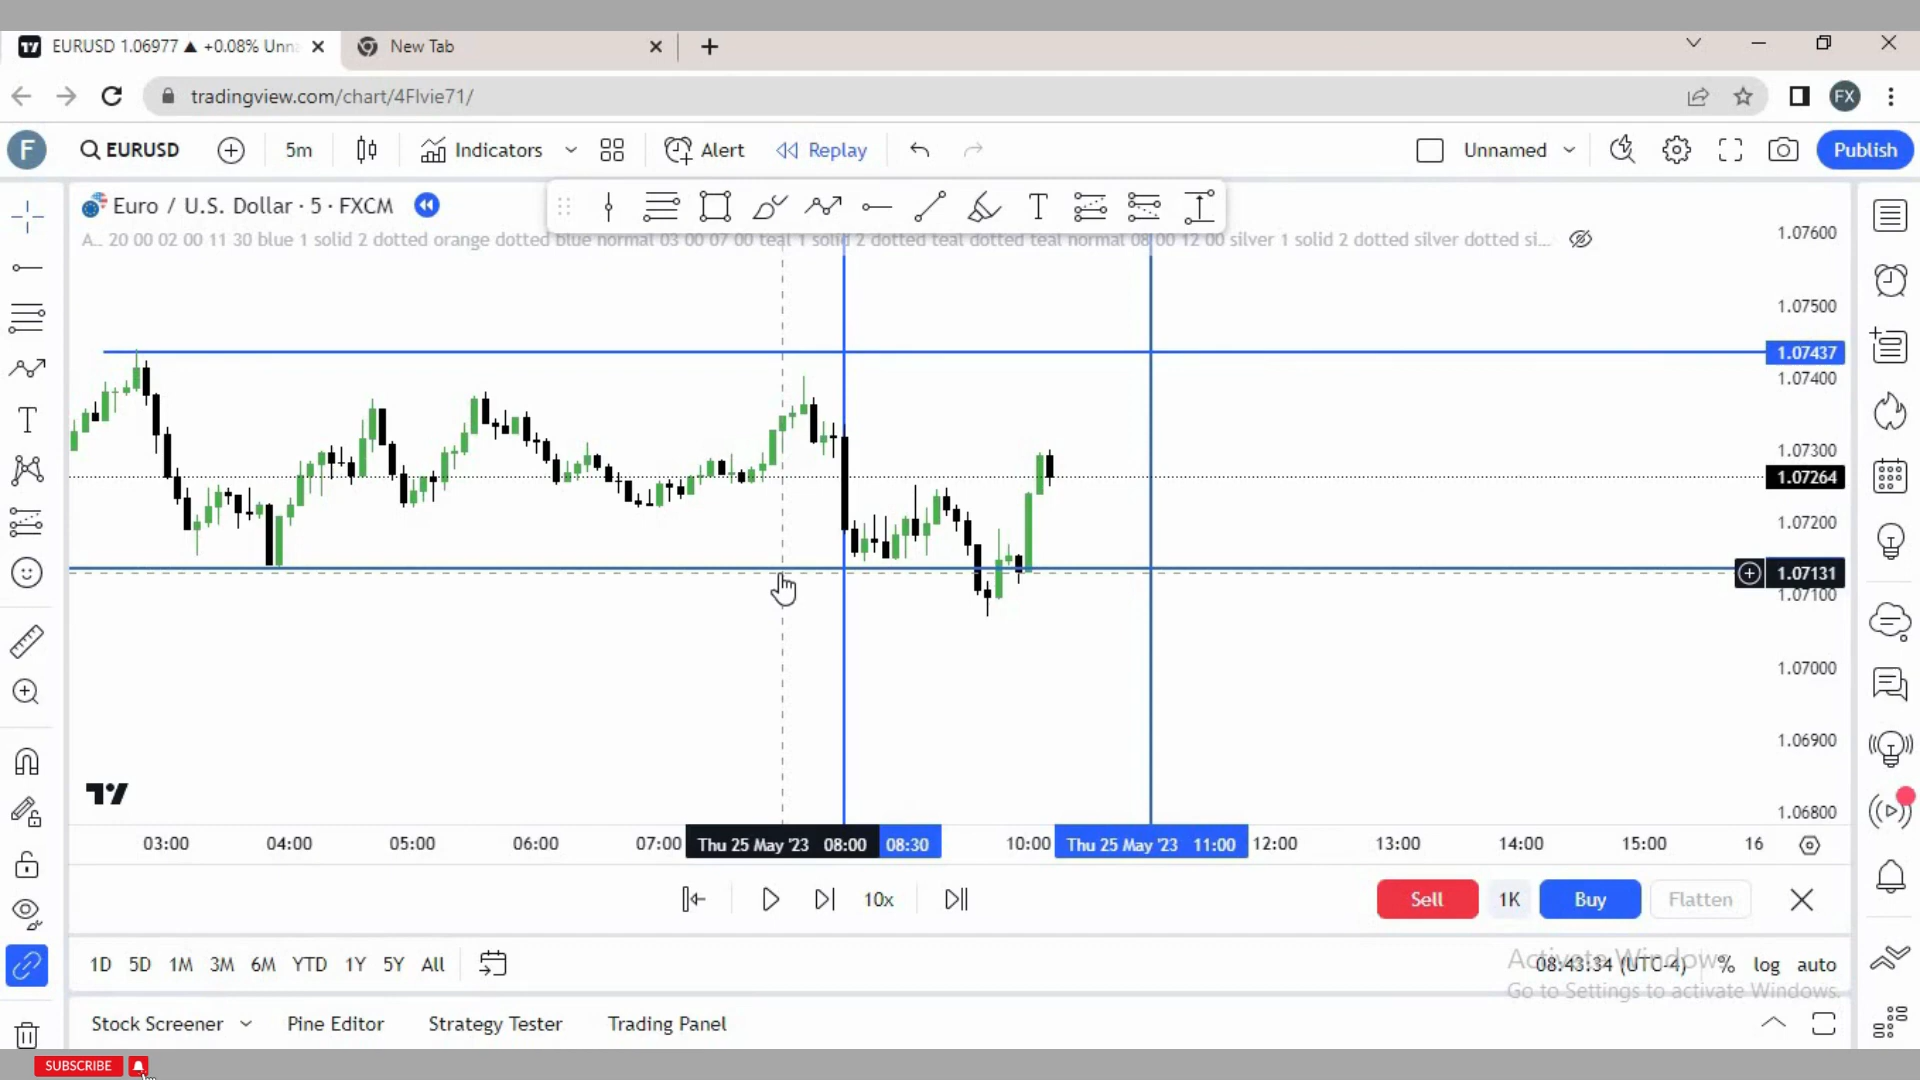 EURUSD 1.06977 ▲ +0.08% Unna
New Tab
tradingview.com/chart/4FIvie71/
FX
F
EURUSD
5m
Indicators
Alert
Replay
Unnamed
Publish
Euro / U.S. Dollar · 5 · FXCM
A... 20 00 02 00 11 30 blue 1 solid 2 dotted orange dotted blue normal 03 00 07 00 teal 1 solid 2 dotted teal dotted teal normal 08 00 12 00 silver 1 solid 2 dotted silver dotted si...
1.07600
1.07500
1.07437
1.07400
1.07300
1.07264
1.07200
1.07131
1.07100
1.07000
1.06900
1.06800
03:00 04:00 05:00 06:00 07:00 Thu 25 May '23 08:00 08:30 10:00 Thu 25 May '23 11:00 12:00 13:00 14:00 15:00 16
10x
Sell 1K Buy Flatten
1D 5D 1M 3M 6M YTD 1Y 5Y All
08:43:34 (UTC-4) % log auto
Activate Windows
Go to Settings to activate Windows.
Stock Screener Pine Editor Strategy Tester Trading Panel
SUBSCRIBE